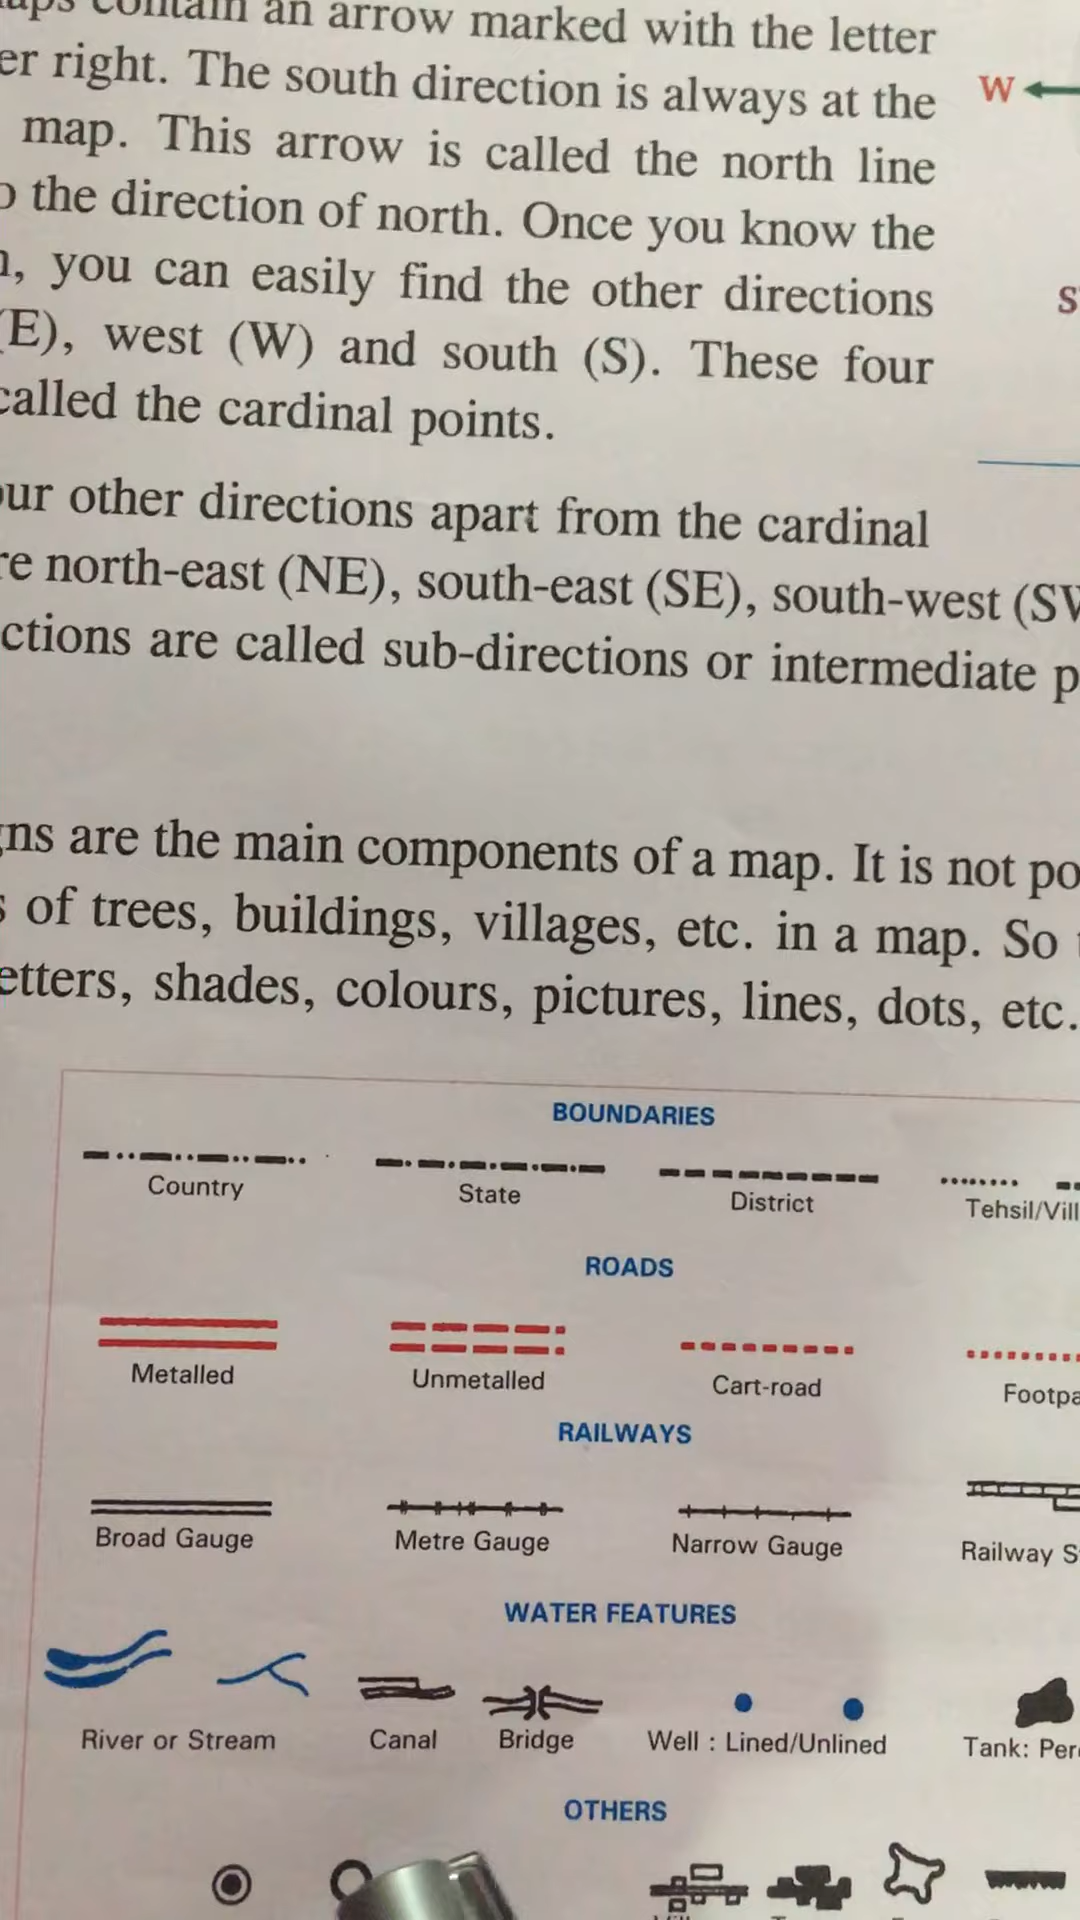 contain an arrow marked with the letter
er right. The south direction is always at the
map. This arrow is called the north line
the direction of north. Once you know the
, you can easily find the other directions
(E), west (W) and south (S). These four
called the cardinal points.
W
S
ur other directions apart from the cardinal
re north-east (NE), south-east (SE), south-west (SW
ctions are called sub-directions or intermediate p
ns are the main components of a map. It is not po
s of trees, buildings, villages, etc. in a map. So
etters, shades, colours, pictures, lines, dots, etc.
BOUNDARIES
Country State District Tehsil/Vill
ROADS
Metalled Unmetalled Cart-road Footpa
RAILWAYS
Broad Gauge Metre Gauge Narrow Gauge Railway S
WATER FEATURES
River or Stream Canal Bridge Well : Lined/Unlined Tank: Per
OTHERS